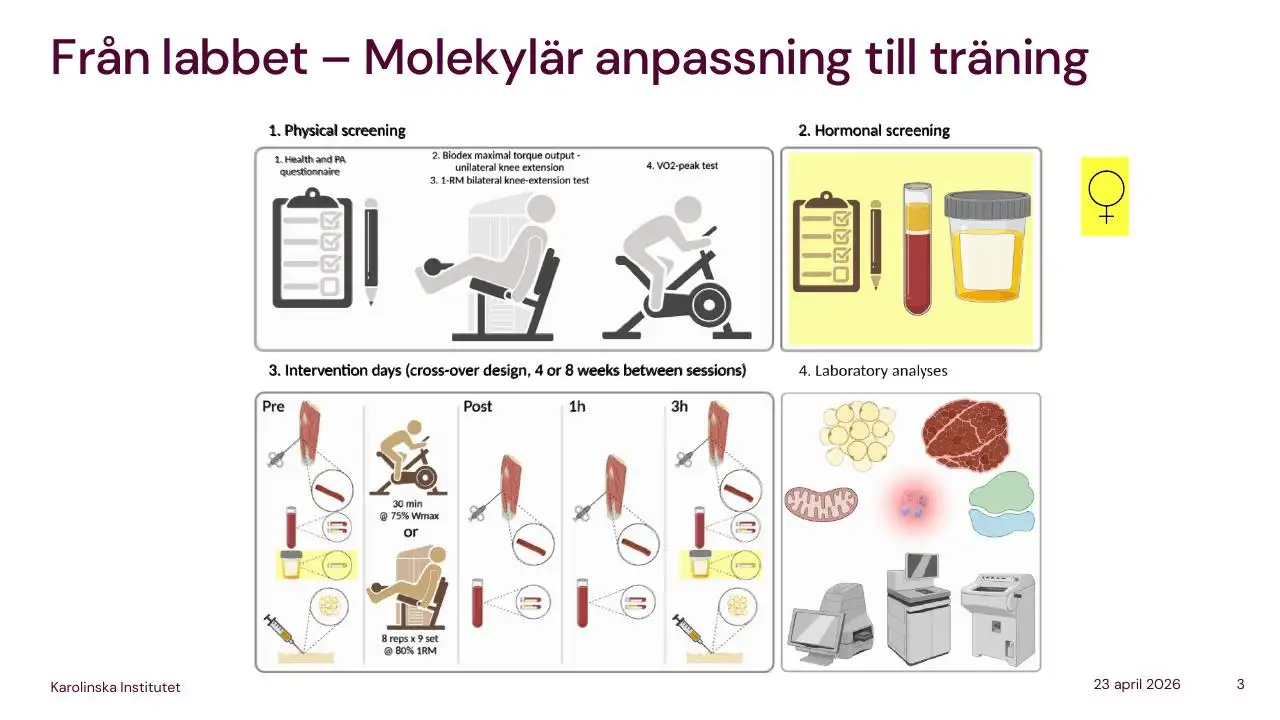 Från labbet – Molekylär anpassning till träning
1. Physical screening
1. Health and PA
questionnaire
2. Biodex maximal torque output -
unilateral knee extension
3. 1-RM bilateral knee-extension test
4. VO2-peak test
2. Hormonal screening
3. Intervention days (cross-over design, 4 or 8 weeks between sessions)
Pre
30 min
@ 75% Wmax
or
8 reps x 9 set
@ 80% 1RM
Post
1h
3h
4. Laboratory analyses
Karolinska Institutet
23 april 2026
3